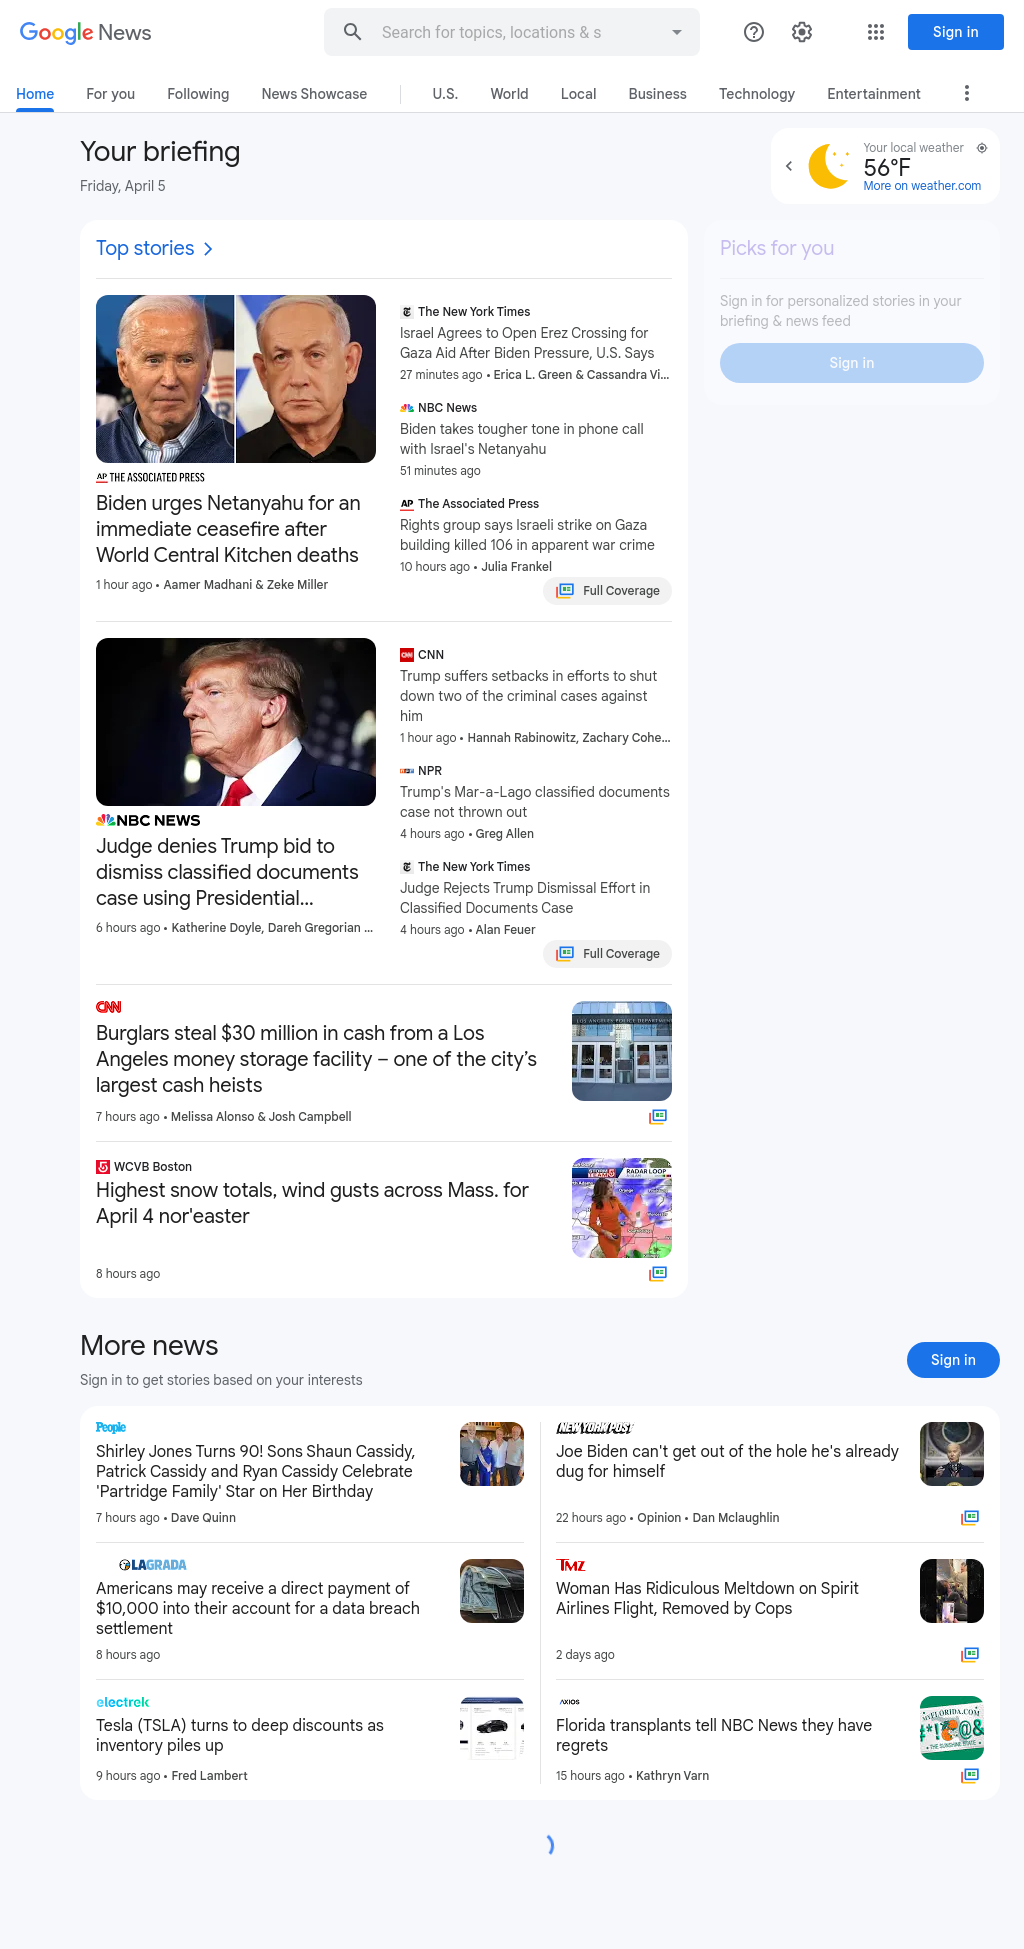 Google News
Search for topics, locations & s
Sign in
Home
For you
Following
News Showcase
U.S.
World
Local
Business
Technology
Entertainment
Your briefing
Friday, April 5
Your local weather
56°F
More on weather.com
Top stories
Picks for you
Sign in for personalized stories in your
briefing & news feed
Sign in
AP THE ASSOCIATED PRESS
Biden urges Netanyahu for an
immediate ceasefire after
World Central Kitchen deaths
1 hour ago • Aamer Madhani & Zeke Miller
The New York Times
Israel Agrees to Open Erez Crossing for
Gaza Aid After Biden Pressure, U.S. Says
27 minutes ago • Erica L. Green & Cassandra Vi...
NBC News
Biden takes tougher tone in phone call
with Israel's Netanyahu
51 minutes ago
AP The Associated Press
Rights group says Israeli strike on Gaza
building killed 106 in apparent war crime
10 hours ago • Julia Frankel
Full Coverage
NBC NEWS
Judge denies Trump bid to
dismiss classified documents
case using Presidential...
6 hours ago • Katherine Doyle, Dareh Gregorian ...
CNN CNN
Trump suffers setbacks in efforts to shut
down two of the criminal cases against
him
1 hour ago • Hannah Rabinowitz, Zachary Cohe...
NPR
Trump's Mar-a-Lago classified documents
case not thrown out
4 hours ago • Greg Allen
The New York Times
Judge Rejects Trump Dismissal Effort in
Classified Documents Case
4 hours ago • Alan Feuer
Full Coverage
CNN
Burglars steal $30 million in cash from a Los
Angeles money storage facility – one of the city’s
largest cash heists
7 hours ago • Melissa Alonso & Josh Campbell
LOS ANGELES POLICE DEPARTMENT
5 WCVB Boston
Highest snow totals, wind gusts across Mass. for
April 4 nor'easter
8 hours ago
STORM
TEAM 5
RADAR LOOP
Orange
More news
Sign in to get stories based on your interests
Sign in
People
Shirley Jones Turns 90! Sons Shaun Cassidy,
Patrick Cassidy and Ryan Cassidy Celebrate
'Partridge Family' Star on Her Birthday
7 hours ago • Dave Quinn
NEW YORK POST
Joe Biden can't get out of the hole he's already
dug for himself
22 hours ago • Opinion • Dan Mclaughlin
LAGRADA
Americans may receive a direct payment of
$10,000 into their account for a data breach
settlement
8 hours ago
TMZ
Woman Has Ridiculous Meltdown on Spirit
Airlines Flight, Removed by Cops
2 days ago
electrek
Tesla (TSLA) turns to deep discounts as
inventory piles up
9 hours ago • Fred Lambert
AXIOS
Florida transplants tell NBC News they have
regrets
15 hours ago • Kathryn Varn
MYFLORIDA.COM
#*!@&
THE SUNSHINE STATE